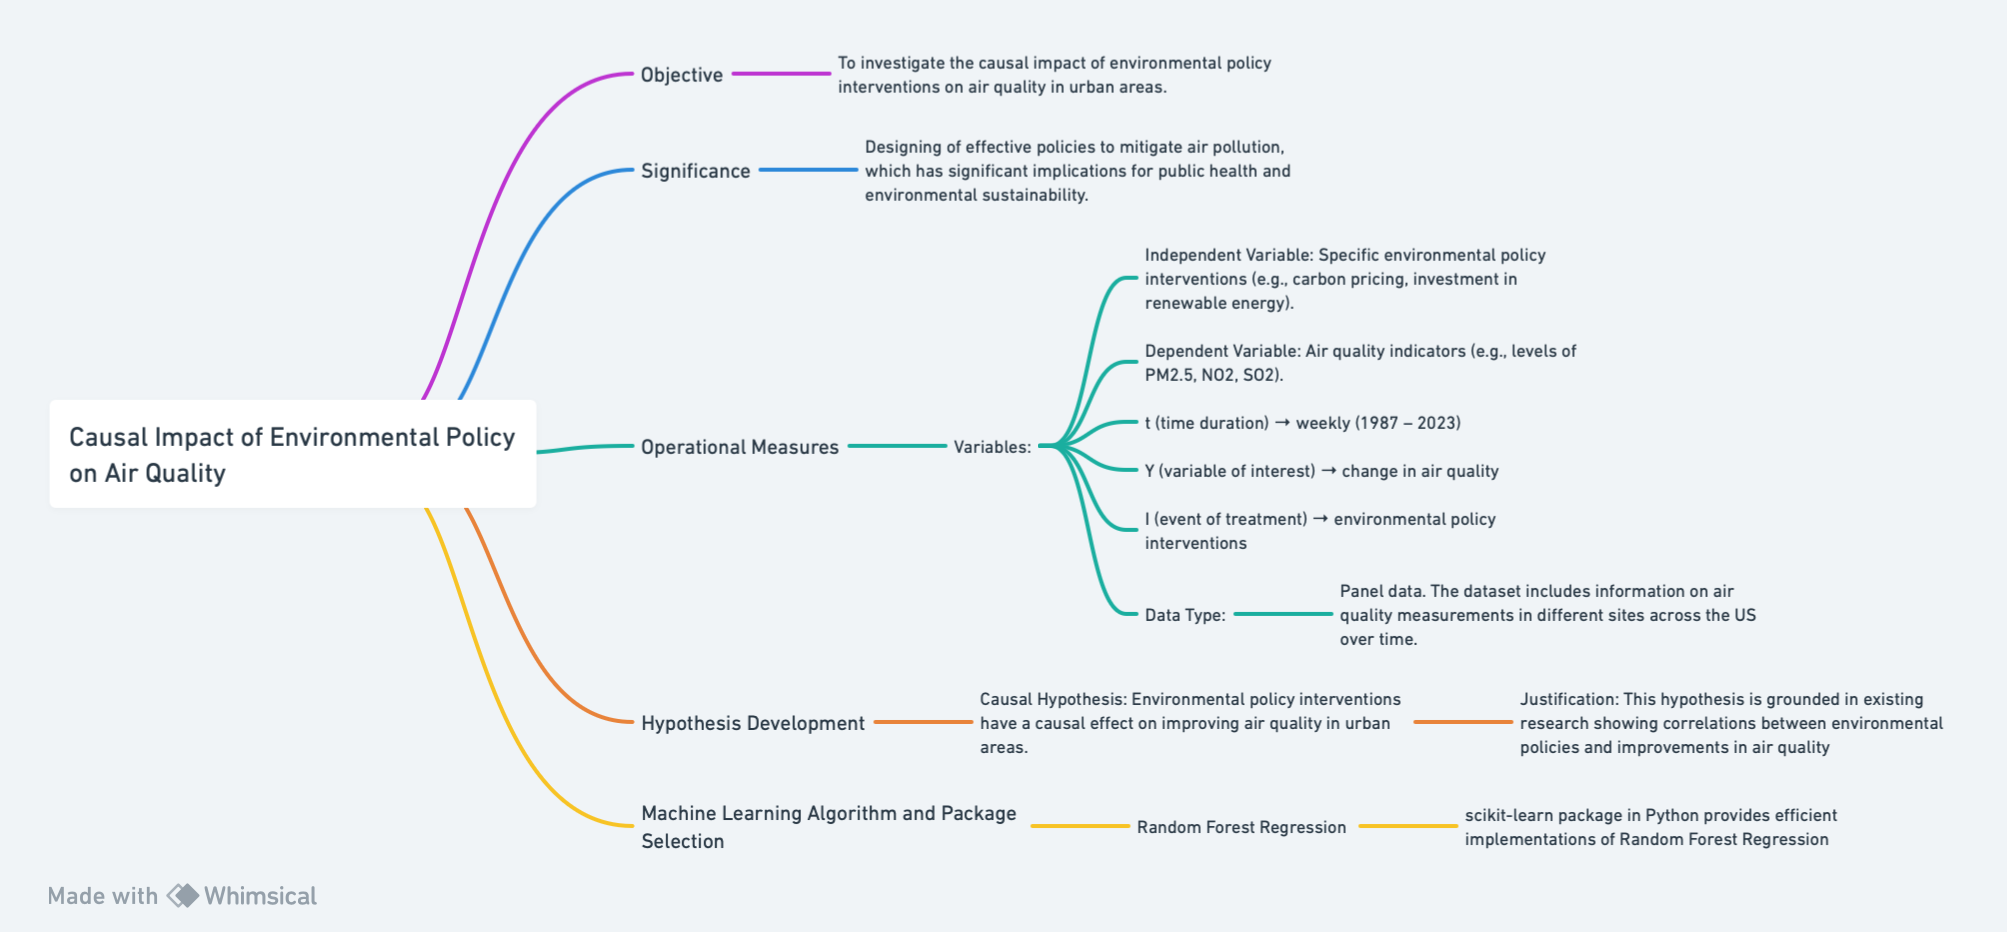 Causal Impact of Environmental Policy
on Air Quality
Objective
To investigate the causal impact of environmental policy
interventions on air quality in urban areas.
Significance
Designing of effective policies to mitigate air pollution,
which has significant implications for public health and
environmental sustainability.
Operational Measures
Variables:
Independent Variable: Specific environmental policy
interventions (e.g., carbon pricing, investment in
renewable energy).
Dependent Variable: Air quality indicators (e.g., levels of
PM2.5, NO2, SO2).
t (time duration) → weekly (1987 – 2023)
Y (variable of interest) → change in air quality
I (event of treatment) → environmental policy
interventions
Data Type:
Panel data. The dataset includes information on air
quality measurements in different sites across the US
over time.
Hypothesis Development
Causal Hypothesis: Environmental policy interventions
have a causal effect on improving air quality in urban
areas.
Justification: This hypothesis is grounded in existing
research showing correlations between environmental
policies and improvements in air quality
Machine Learning Algorithm and Package
Selection
Random Forest Regression
scikit-learn package in Python provides efficient
implementations of Random Forest Regression
Made with Whimsical